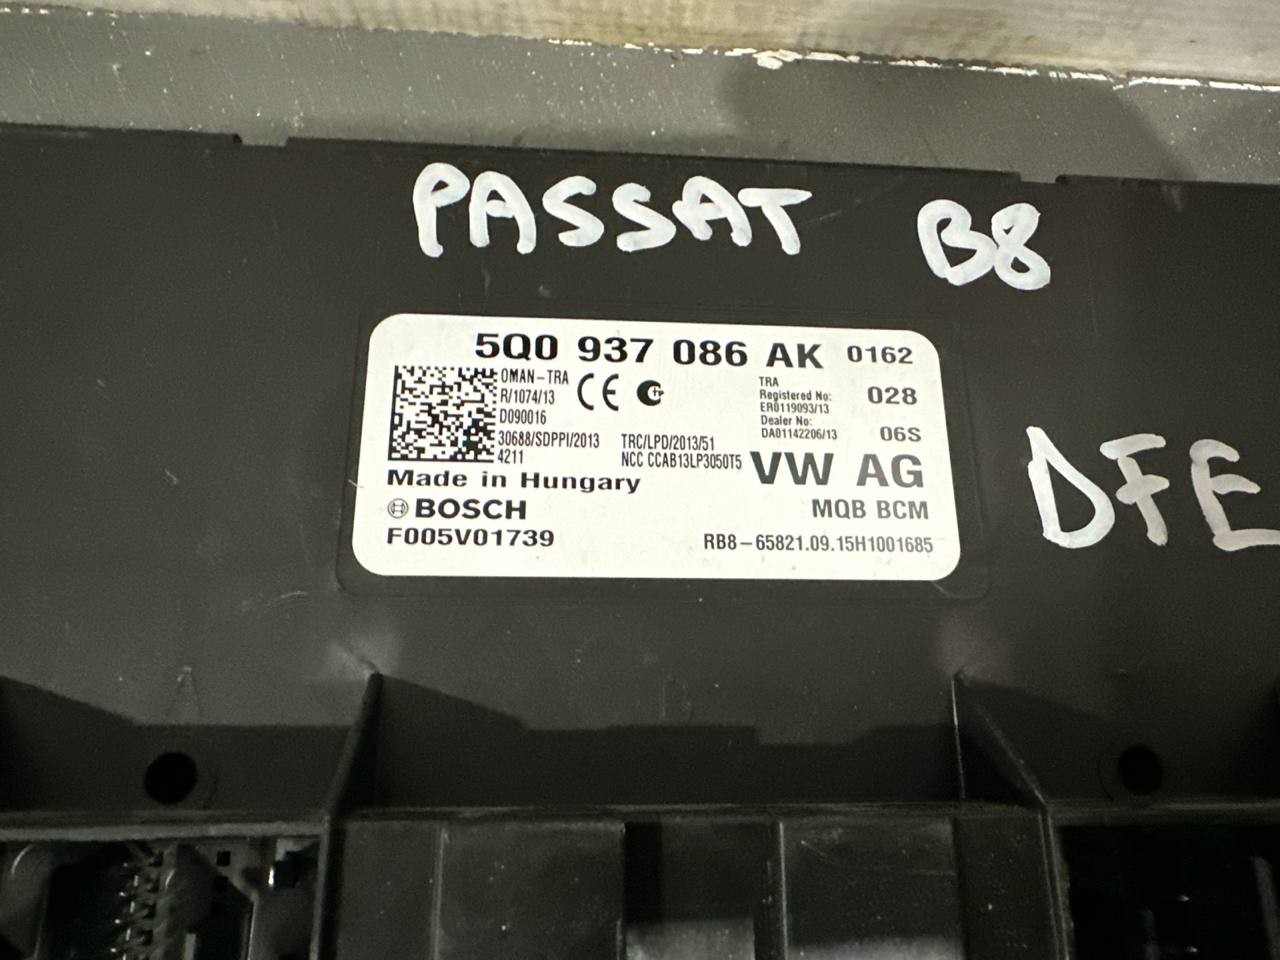 PASSAT B8
5Q0 937 086 AK 0162
OMAN-TRA
R/1074/13
D090016
30688/SDPPI/2013
4211
CE
TRA
Registered No:
ER0119093/13
Dealer No:
DA01142206/13
028
06S
TRC/LPD/2013/51
NCC CCAB13LP3050T5
VW AG
Made in Hungary
BOSCH
MQB BCM
F005V01739
RB8-65821.09.15H1001685
DFE